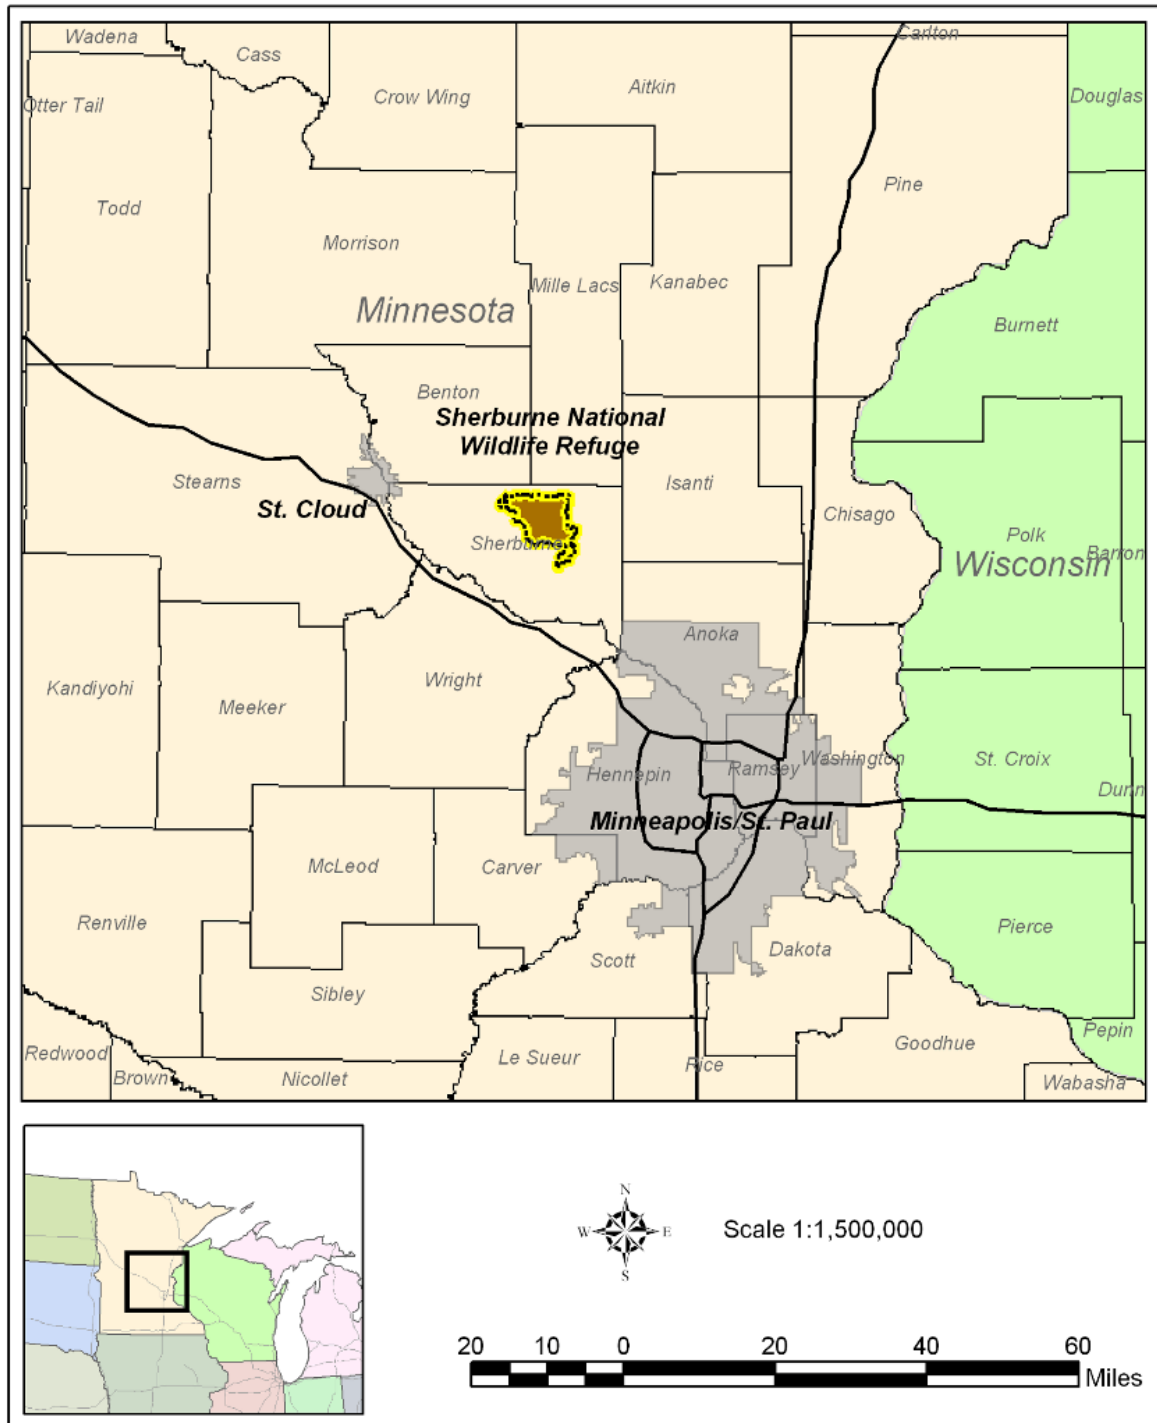 Wadena
Cass
Carlton
Otter Tail
Crow Wing
Aitkin
Douglas
Todd
Pine
Morrison
Mille Lacs
Kanabec
Minnesota
Burnett
Benton
Sherburne National
Wildlife Refuge
Stearns
Isanti
St. Cloud
Chisago
Sherburne
Polk
Barron
Wisconsin
Anoka
Kandiyohi
Wright
Meeker
Hennepin
Ramsey
Washington
St. Croix
Dunn
Minneapolis/St. Paul
McLeod
Carver
Renville
Pierce
Scott
Dakota
Sibley
Pepin
Goodhue
Redwood
Le Sueur
Rice
Brown
Nicollet
Wabasha
N
W E
S
Scale 1:1,500,000
20 10 0 20 40 60
Miles